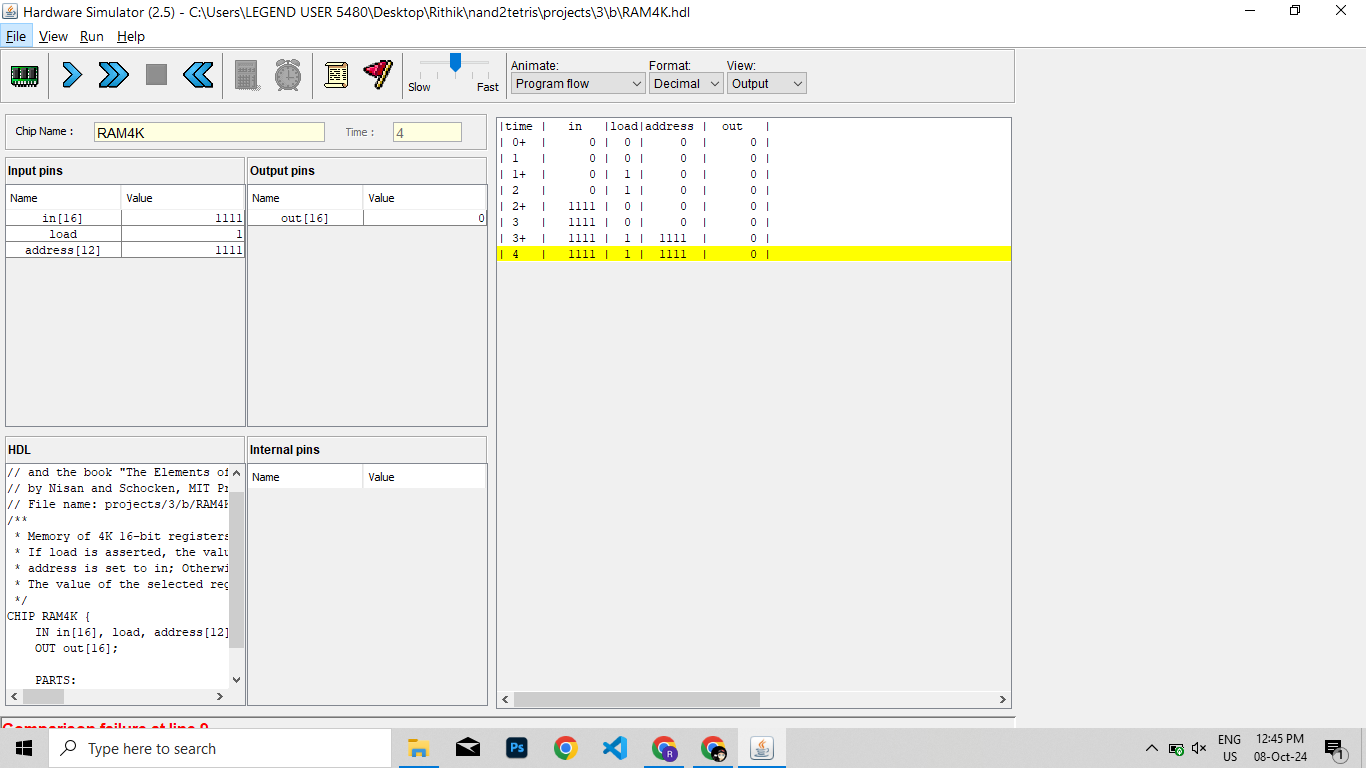 Hardware Simulator (2.5) - C:\Users\LEGEND USER 5480\Desktop\Rithik\nand2tetris\projects\3\b\RAM4K.hdl
File View Run Help
Slow Fast
Animate: Format: View:
Program flow Decimal Output
Chip Name : RAM4K Time : 4
Input pins
Name Value
in[16] 1111
load 1
address[12] 1111
Output pins
Name Value
out[16] 0
HDL
// and the book "The Elements of
// by Nisan and Schocken, MIT Pr
// File name: projects/3/b/RAM4K
/**
* Memory of 4K 16-bit registers
* If load is asserted, the valu
* address is set to in; Otherwi
* The value of the selected reg
*/
CHIP RAM4K {
IN in[16], load, address[12]
OUT out[16];
PARTS:
Internal pins
Name Value
|time | in |load|address | out |
| 0+ | 0 | 0 | 0 | 0 |
| 1 | 0 | 0 | 0 | 0 |
| 1+ | 0 | 1 | 0 | 0 |
| 2 | 0 | 1 | 0 | 0 |
| 2+ | 1111 | 0 | 0 | 0 |
| 3 | 1111 | 0 | 0 | 0 |
| 3+ | 1111 | 1 | 1111 | 0 |
| 4 | 1111 | 1 | 1111 | 0 |
Comparison failure at line 9
Type here to search
Ps
R
ENG
US
12:45 PM
08-Oct-24
1